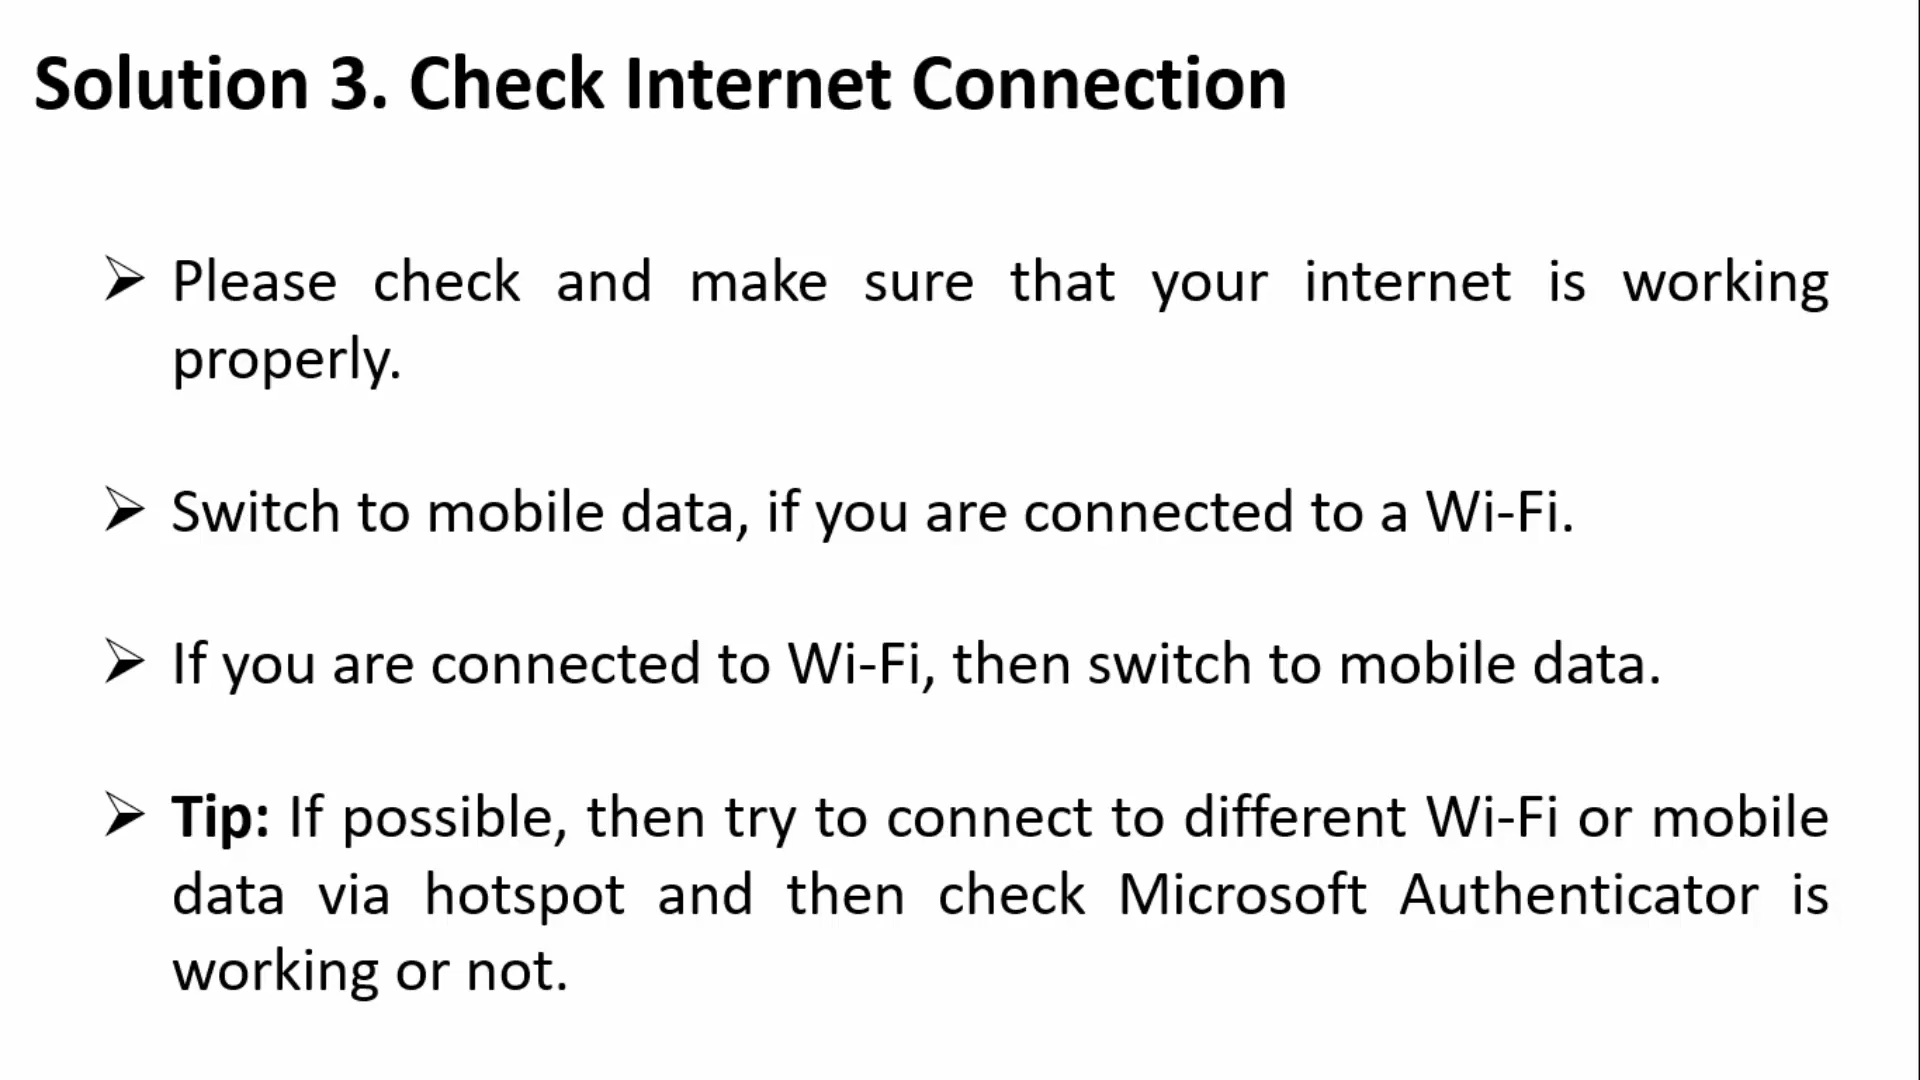 Solution 3. Check Internet Connection
➢ Please check and make sure that your internet is working
properly.
➢ Switch to mobile data, if you are connected to a Wi-Fi.
➢ If you are connected to Wi-Fi, then switch to mobile data.
➢ Tip: If possible, then try to connect to different Wi-Fi or mobile
data via hotspot and then check Microsoft Authenticator is
working or not.